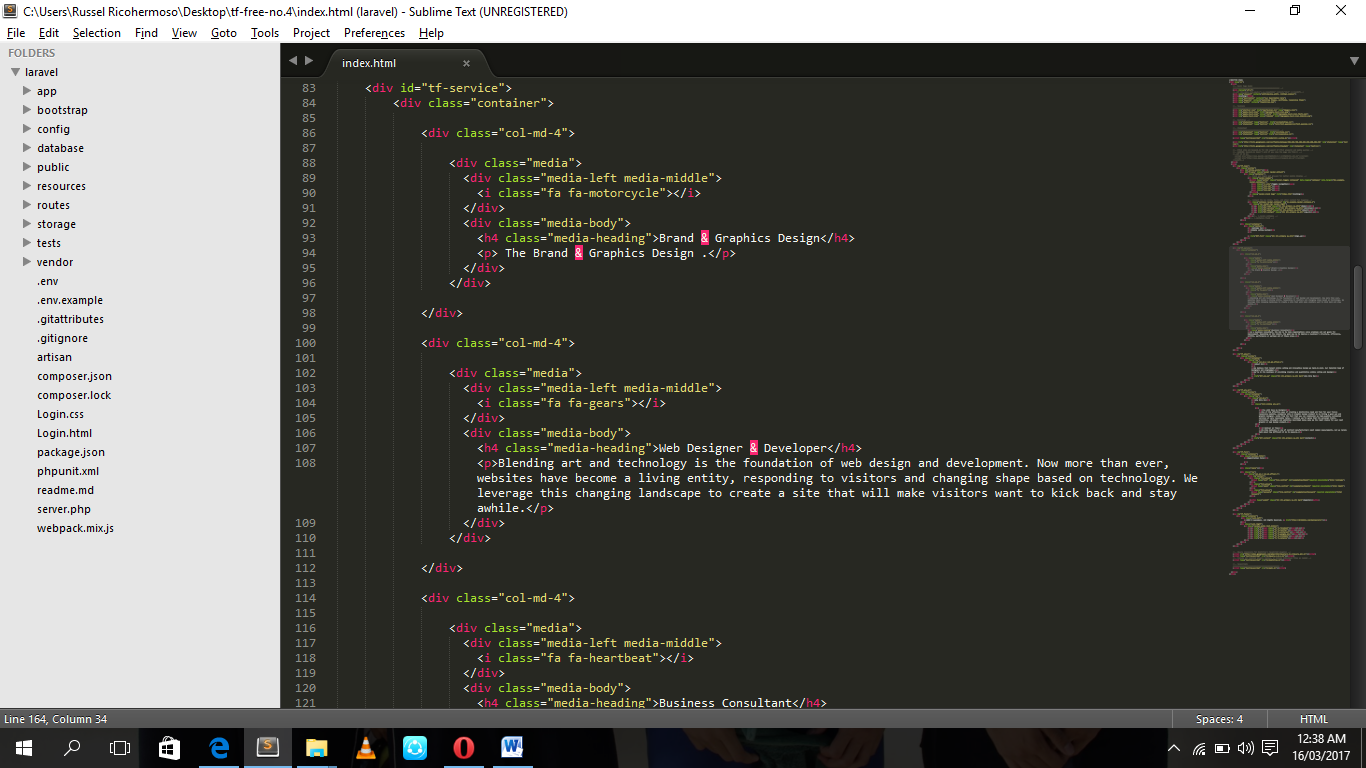 C:\Users\Russel Ricohermoso\Desktop\tf-free-no.4\index.html (laravel) - Sublime Text (UNREGISTERED)
File Edit Selection Find View Goto Tools Project Preferences Help
FOLDERS
laravel
app
bootstrap
config
database
public
resources
routes
storage
tests
vendor
.env
.env.example
.gitattributes
.gitignore
artisan
composer.json
composer.lock
Login.css
Login.html
package.json
phpunit.xml
readme.md
server.php
webpack.mix.js
index.html
83 <div id="tf-service">
84 <div class="container">
85
86 <div class="col-md-4">
87
88 <div class="media">
89 <div class="media-left media-middle">
90 <i class="fa fa-motorcycle"></i>
91 </div>
92 <div class="media-body">
93 <h4 class="media-heading">Brand & Graphics Design</h4>
94 <p> The Brand & Graphics Design .</p>
95 </div>
96 </div>
97
98 </div>
99
100 <div class="col-md-4">
101
102 <div class="media">
103 <div class="media-left media-middle">
104 <i class="fa fa-gears"></i>
105 </div>
106 <div class="media-body">
107 <h4 class="media-heading">Web Designer & Developer</h4>
108 <p>Blending art and technology is the foundation of web design and development. Now more than ever,
websites have become a living entity, responding to visitors and changing shape based on technology. We
leverage this changing landscape to create a site that will make visitors want to kick back and stay
awhile.</p>
109 </div>
110 </div>
111
112 </div>
113
114 <div class="col-md-4">
115
116 <div class="media">
117 <div class="media-left media-middle">
118 <i class="fa fa-heartbeat"></i>
119 </div>
120 <div class="media-body">
121 <h4 class="media-heading">Business Consultant</h4>
Line 164, Column 34 Spaces: 4 HTML
12:38 AM
16/03/2017